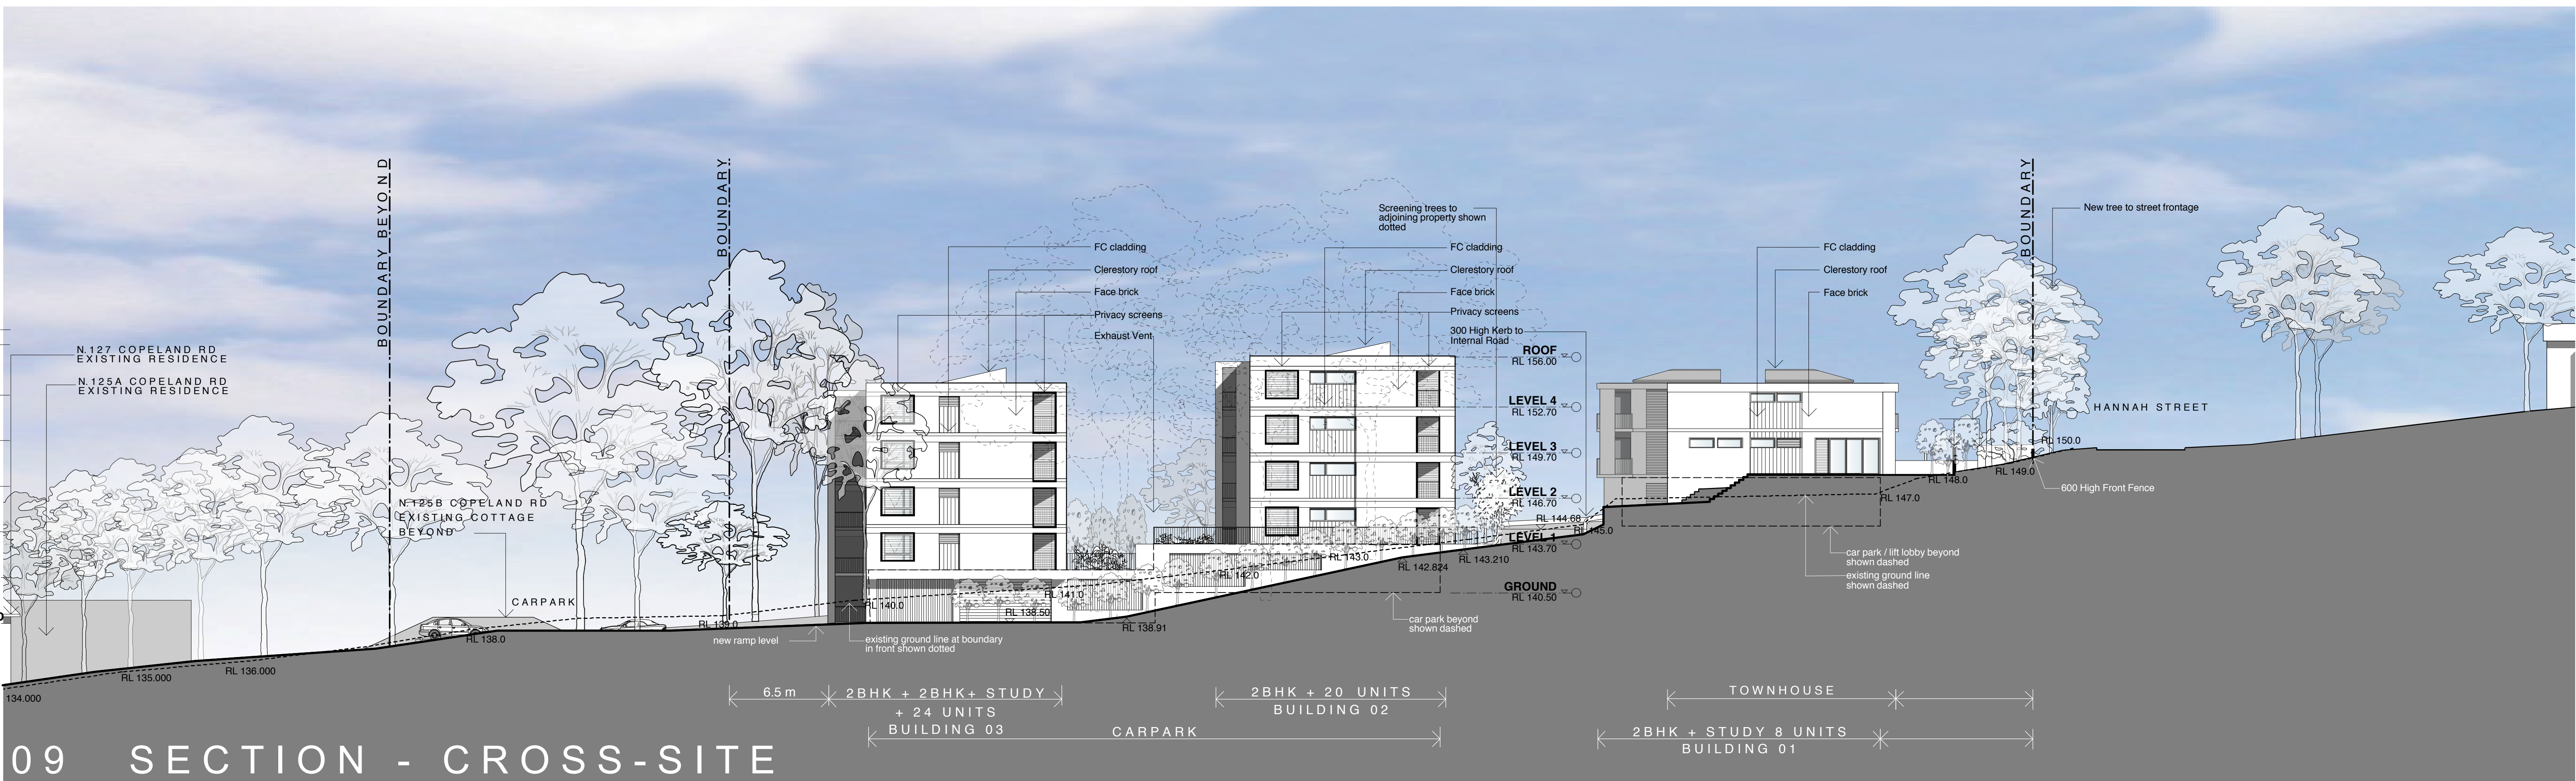 BOUNDARY BEYOND
BOUNDARY
BOUNDARY
N.127 COPELAND RD
EXISTING RESIDENCE
N.125A COPELAND RD
EXISTING RESIDENCE
N.125B COPELAND RD
EXISTING COTTAGE
BEYOND
CARPARK
FC cladding
Clerestory roof
Face brick
Privacy screens
Exhaust Vent
Screening trees to
adjoining property shown
dotted
FC cladding
Clerestory roof
Face brick
Privacy screens
300 High Kerb to
Internal Road
ROOF
RL 156.00
LEVEL 4
RL 152.70
LEVEL 3
RL 149.70
LEVEL 2
RL 146.70
LEVEL 1
RL 143.70
GROUND
RL 140.50
FC cladding
Clerestory roof
Face brick
New tree to street frontage
HANNAH STREET
RL 150.0
RL 149.0
RL 148.0
RL 147.0
600 High Front Fence
RL 144.68
RL 145.0
RL 143.210
RL 142.824
RL 143.0
RL 142.0
RL 141.0
RL 140.0
RL 138.50
RL 138.91
RL 139.0
RL 138.0
RL 136.000
RL 135.000
134.000
new ramp level
existing ground line at boundary
in front shown dotted
car park beyond
shown dashed
car park / lift lobby beyond
shown dashed
existing ground line
shown dashed
6.5 m
2BHK + 2BHK+ STUDY
+ 24 UNITS
BUILDING 03
2BHK + 20 UNITS
BUILDING 02
CARPARK
TOWNHOUSE
2BHK + STUDY 8 UNITS
BUILDING 01
09 SECTION - CROSS-SITE